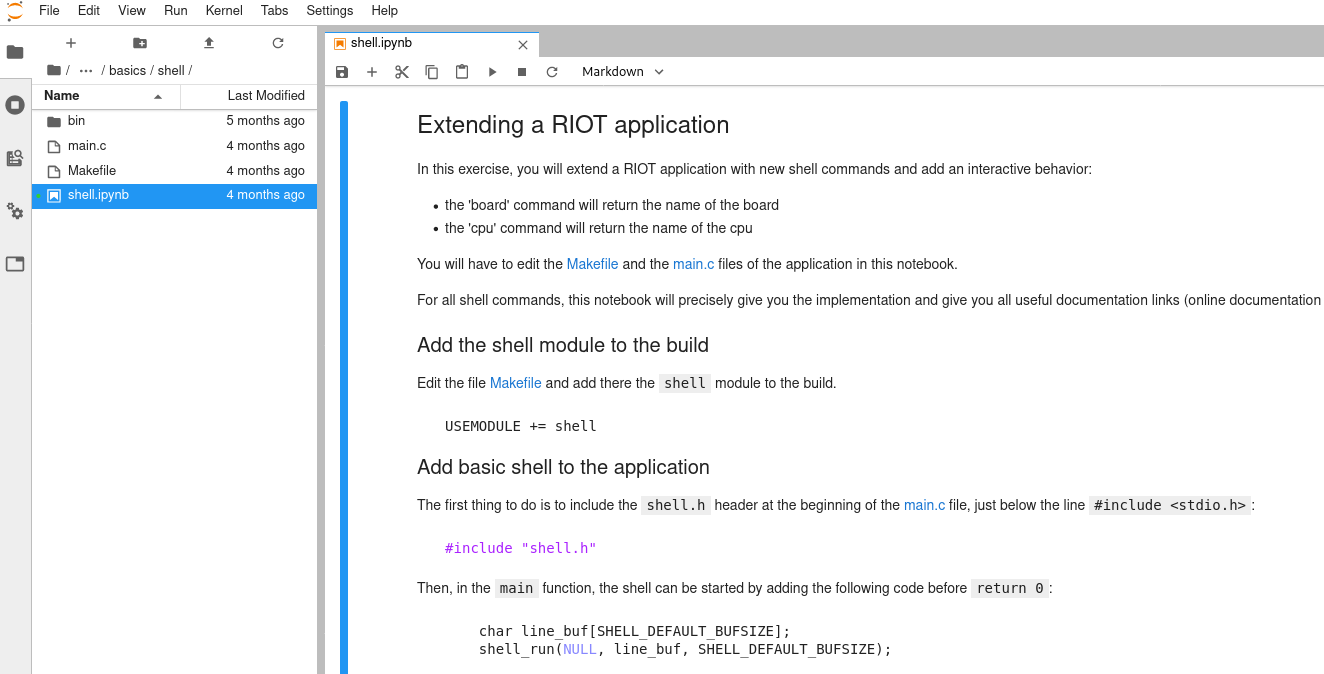 File Edit View Run Kernel Tabs Settings Help
shell.ipynb
/ ... / basics / shell /
Markdown
Name Last Modified
bin 5 months ago
main.c 4 months ago
Makefile 4 months ago
shell.ipynb 4 months ago
Extending a RIOT application
In this exercise, you will extend a RIOT application with new shell commands and add an interactive behavior:
• the 'board' command will return the name of the board
• the 'cpu' command will return the name of the cpu
You will have to edit the Makefile and the main.c files of the application in this notebook.
For all shell commands, this notebook will precisely give you the implementation and give you all useful documentation links (online documentation
Add the shell module to the build
Edit the file Makefile and add there the shell module to the build.
USEMODULE += shell
Add basic shell to the application
The first thing to do is to include the shell.h header at the beginning of the main.c file, just below the line #include <stdio.h>:
#include "shell.h"
Then, in the main function, the shell can be started by adding the following code before return 0:
char line_buf[SHELL_DEFAULT_BUFSIZE];
shell_run(NULL, line_buf, SHELL_DEFAULT_BUFSIZE);